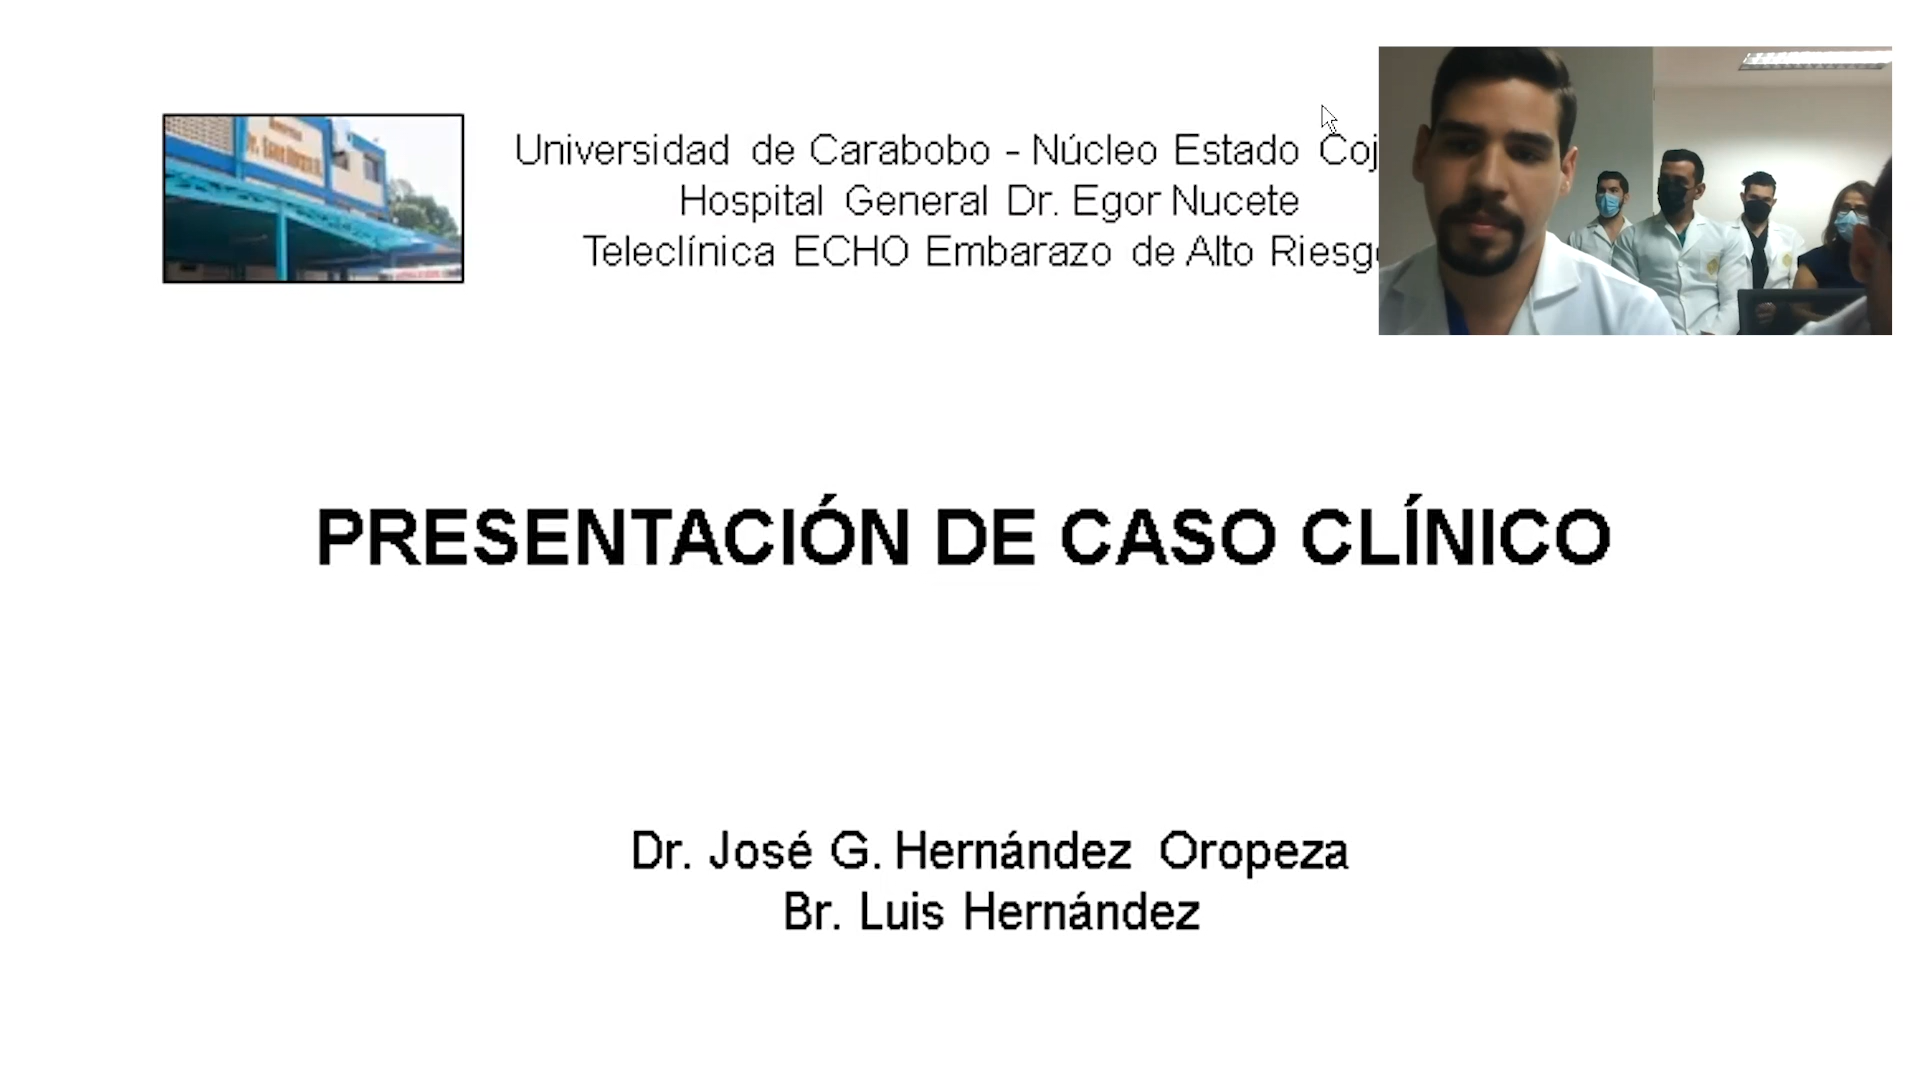 Universidad de Carabobo - Núcleo Estado Coj
Hospital General Dr. Egor Nucete
Teleclínica ECHO Embarazo de Alto Riesgo
PRESENTACIÓN DE CASO CLÍNICO
Dr. José G. Hernández Oropeza
Br. Luis Hernández